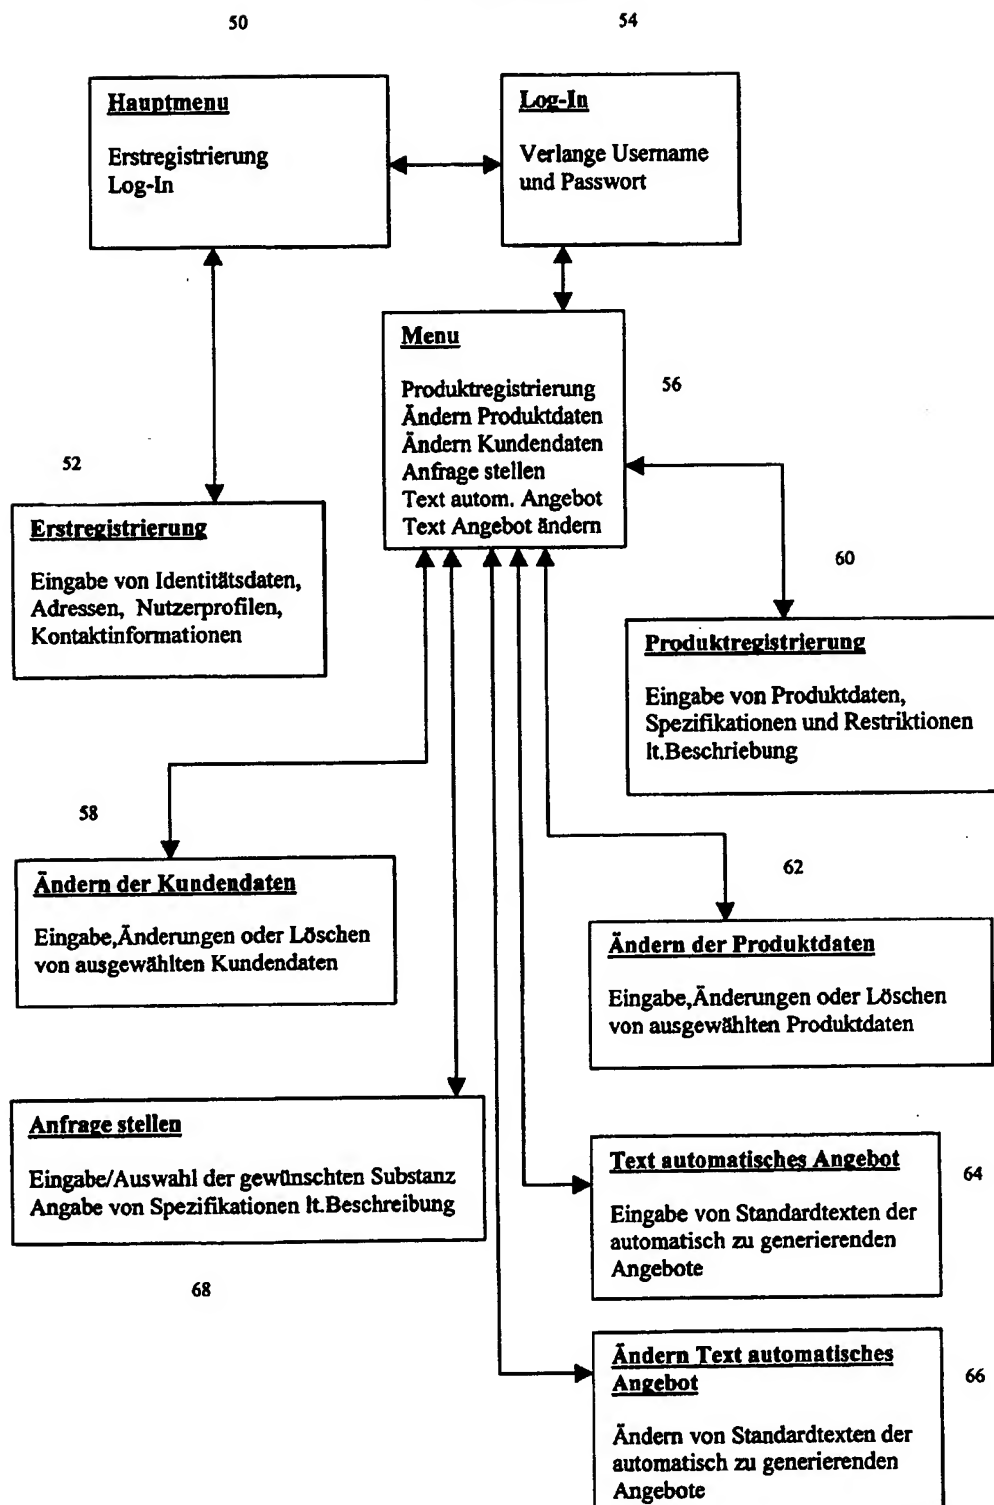 50
54
Hauptmenu
Erstregistrierung
Log-In
Log-In
Verlange Username
und Passwort
Menu
Produktregistrierung
Ändern Produktdaten
Ändern Kundendaten
Anfrage stellen
Text autom. Angebot
Text Angebot ändern
56
52
Erstregistrierung
Eingabe von Identitätsdaten,
Adressen, Nutzerprofilen,
Kontaktinformationen
60
Produktregistrierung
Eingabe von Produktdaten,
Spezifikationen und Restriktionen
lt.Beschriebung
58
Ändern der Kundendaten
Eingabe,Änderungen oder Löschen
von ausgewählten Kundendaten
62
Ändern der Produktdaten
Eingabe,Änderungen oder Löschen
von ausgewählten Produktdaten
Anfrage stellen
Eingabe/Auswahl der gewünschten Substanz
Angabe von Spezifikationen lt.Beschreibung
68
Text automatisches Angebot
Eingabe von Standardtexten der
automatisch zu generierenden
Angebote
64
Ändern Text automatisches
Angebot
Ändern von Standardtexten der
automatisch zu generierenden
Angebote
66